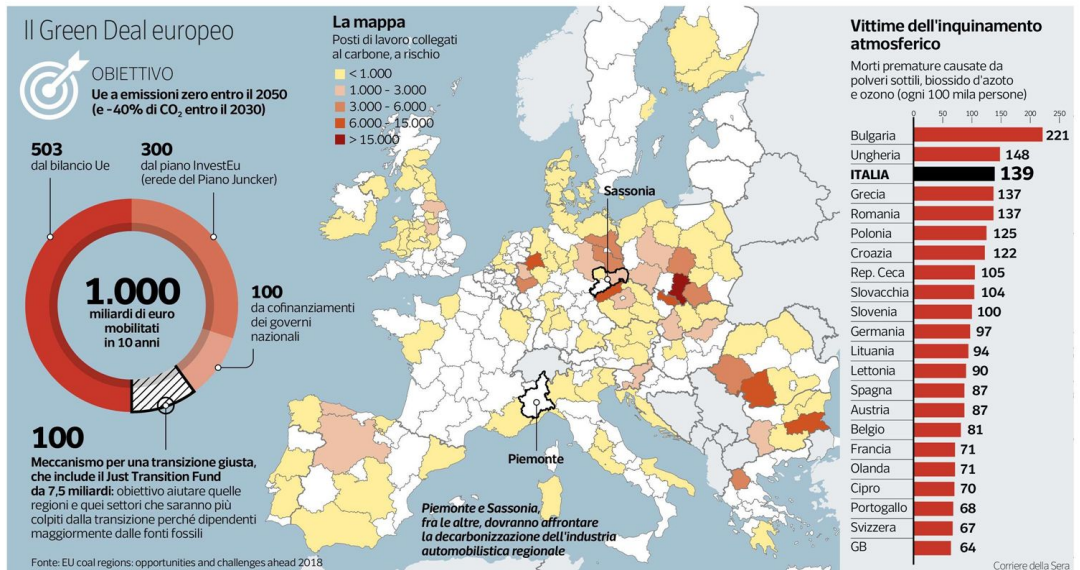 Il Green Deal europeo
OBIETTIVO
Ue a emissioni zero entro il 2050
(e -40% di CO₂ entro il 2030)
503
dal bilancio Ue
300
dal piano InvestEu
(erede del Piano Juncker)
1.000
miliardi di euro
mobilitati
in 10 anni
100
da cofinanziamenti
dei governi
nazionali
100
Meccanismo per una transizione giusta,
che include il Just Transition Fund
da 7,5 miliardi: obiettivo aiutare quelle
regioni e quei settori che saranno più
colpiti dalla transizione perché dipendenti
maggiormente dalle fonti fossili
Fonte: EU coal regions: opportunities and challenges ahead 2018
La mappa
Posti di lavoro collegati
al carbone, a rischio
< 1.000
1.000 - 3.000
3.000 - 6.000
6.000 - 15.000
> 15.000
Sassonia
Piemonte
Piemonte e Sassonia,
fra le altre, dovranno affrontare
la decarbonizzazione dell'industria
automobilistica regionale
Vittime dell'inquinamento
atmosferico
Morti premature causate da
polveri sottili, biossido d'azoto
e ozono (ogni 100 mila persone)
0 50 100 150 200 250
Bulgaria 221
Ungheria 148
ITALIA 139
Grecia 137
Romania 137
Polonia 125
Croazia 122
Rep. Ceca 105
Slovacchia 104
Slovenia 100
Germania 97
Lituania 94
Lettonia 90
Spagna 87
Austria 87
Belgio 81
Francia 71
Olanda 71
Cipro 70
Portogallo 68
Svizzera 67
GB 64
Corriere della Sera